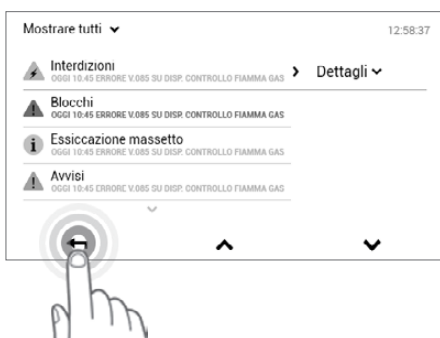 Mostrare tutti
12:58:37
Interdizioni
OGGI 10.45 ERRORE V.085 SU DISP. CONTROLLO FIAMMA GAS
Dettagli
Blocchi
OGGI 10:45 ERRORE V.085 SU DISP. CONTROLLO FIAMMA GAS
Essiccazione massetto
OGGI 10:45 ERRORE V.085 SU DISP. CONTROLLO FIAMMA GAS
Avvisi
OGGI 10:45 ERRORE V.085 SU DISP. CONTROLLO FIAMMA GAS